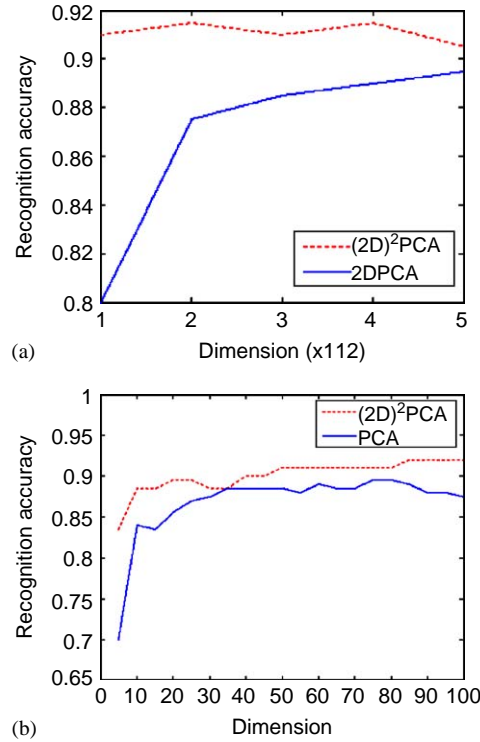 0.92
0.9
0.88
0.86
0.84
0.82
0.8
Recognition accuracy
(2D)²PCA
2DPCA
1 2 3 4 5
Dimension (x112)
(a)
1
0.95
0.9
0.85
0.8
0.75
0.7
0.65
Recognition accuracy
(2D)²PCA
PCA
0 10 20 30 40 50 60 70 80 90 100
Dimension
(b)